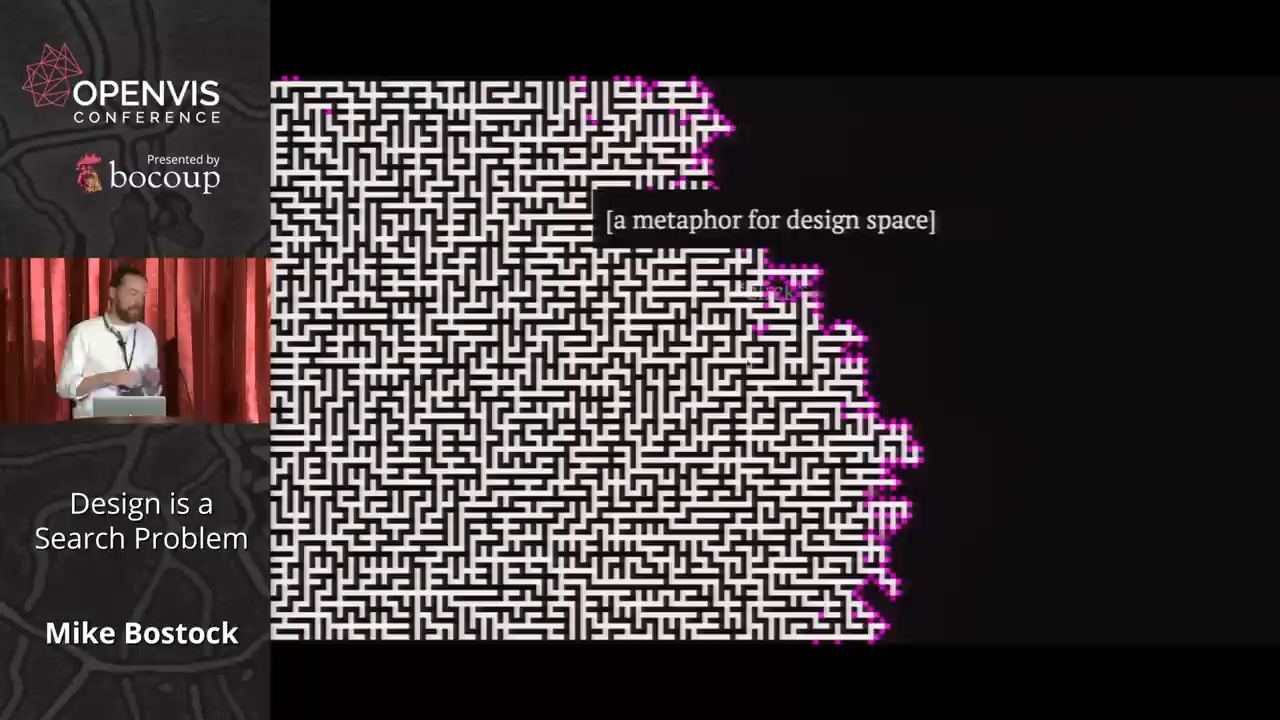 OPENVIS
CONFERENCE
Presented by
bocoup
[a metaphor for design space]
Design is a
Search Problem
Mike Bostock